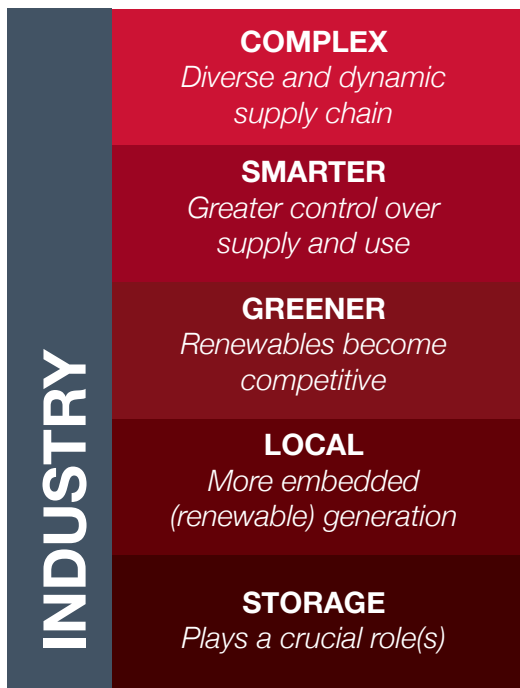 INDUSTRY
COMPLEX
Diverse and dynamic
supply chain
SMARTER
Greater control over
supply and use
GREENER
Renewables become
competitive
LOCAL
More embedded
(renewable) generation
STORAGE
Plays a crucial role(s)